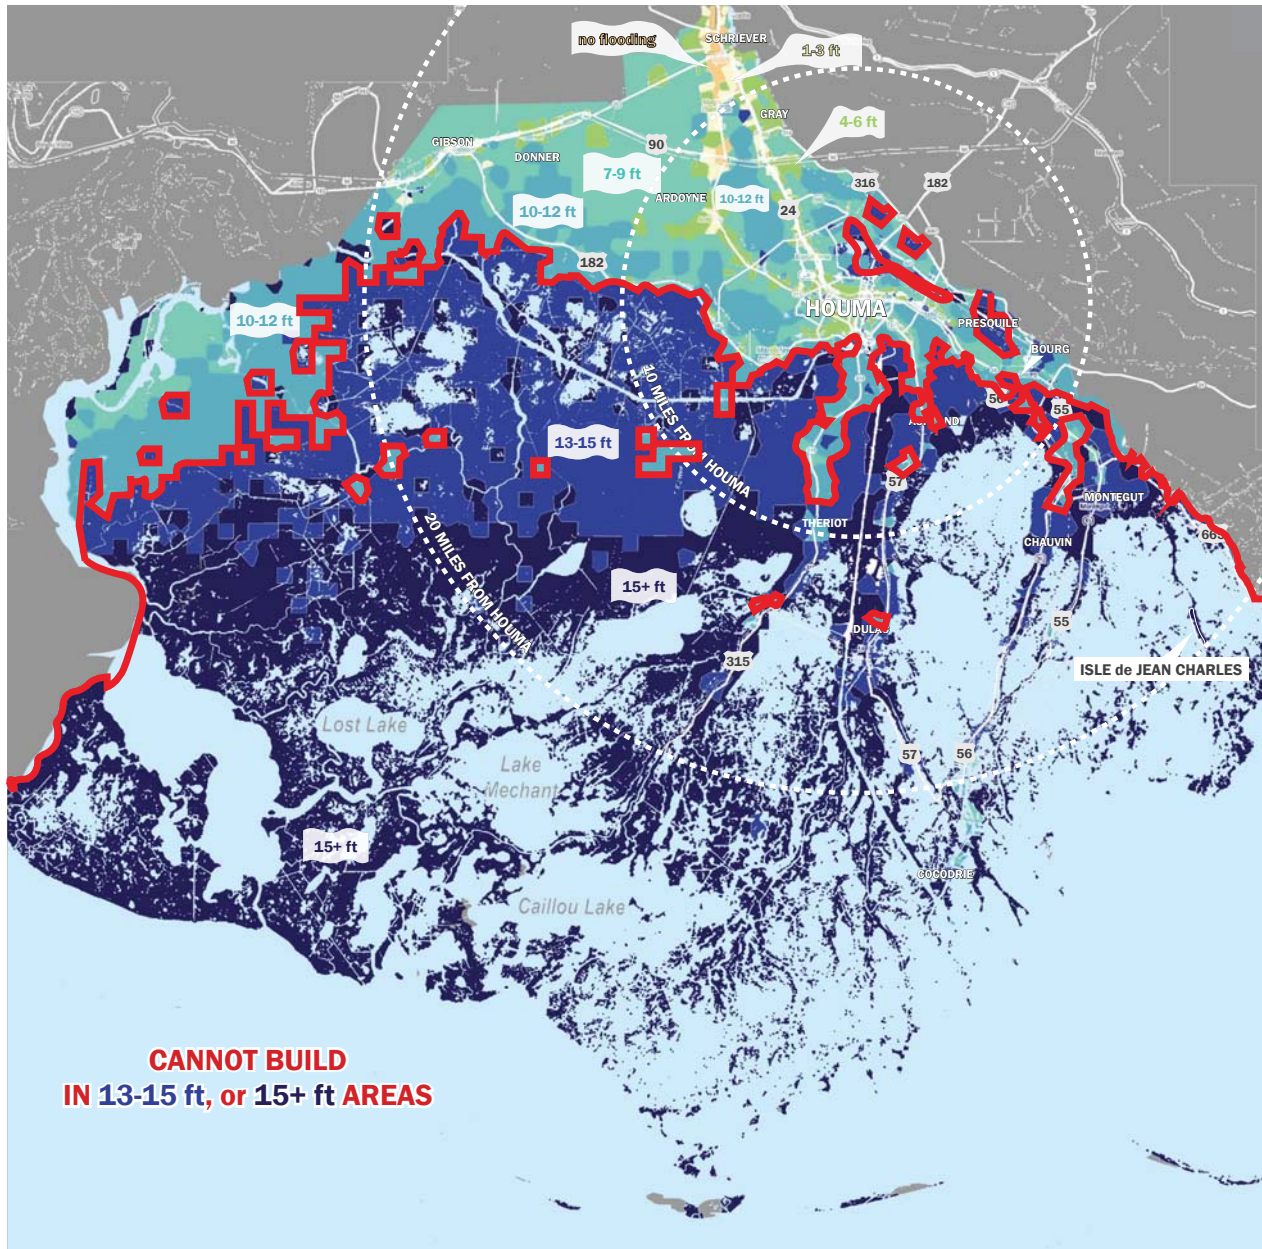 no flooding
SCHRIEVER
1-3 ft
GRAY
4-6 ft
GIBSON
DONNER
90
7-9 ft
ARDOYNE
10-12 ft
316
182
10-12 ft
24
182
10-12 ft
HOUMA
PRESQUILE
BOURG
10 MILES FROM HOUMA
56
55
13-15 ft
57
MONTEGUT
THERIOT
20 MILES FROM HOUMA
CHAUVIN
15+ ft
55
315
ISLE de JEAN CHARLES
Lost Lake
57
56
Lake
Mechant
15+ ft
COCODRIE
Caillou Lake
CANNOT BUILD
IN 13-15 ft, or 15+ ft AREAS